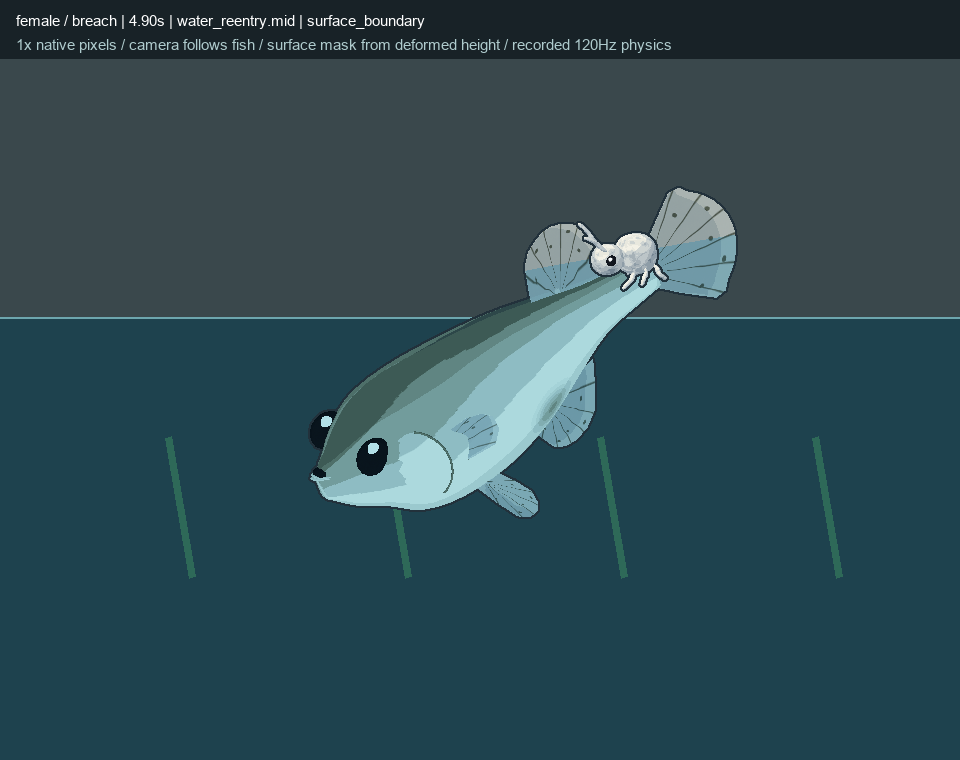 female / breach | 4.90s | water_reentry.mid | surface_boundary
1x native pixels / camera follows fish / surface mask from deformed height / recorded 120Hz physics